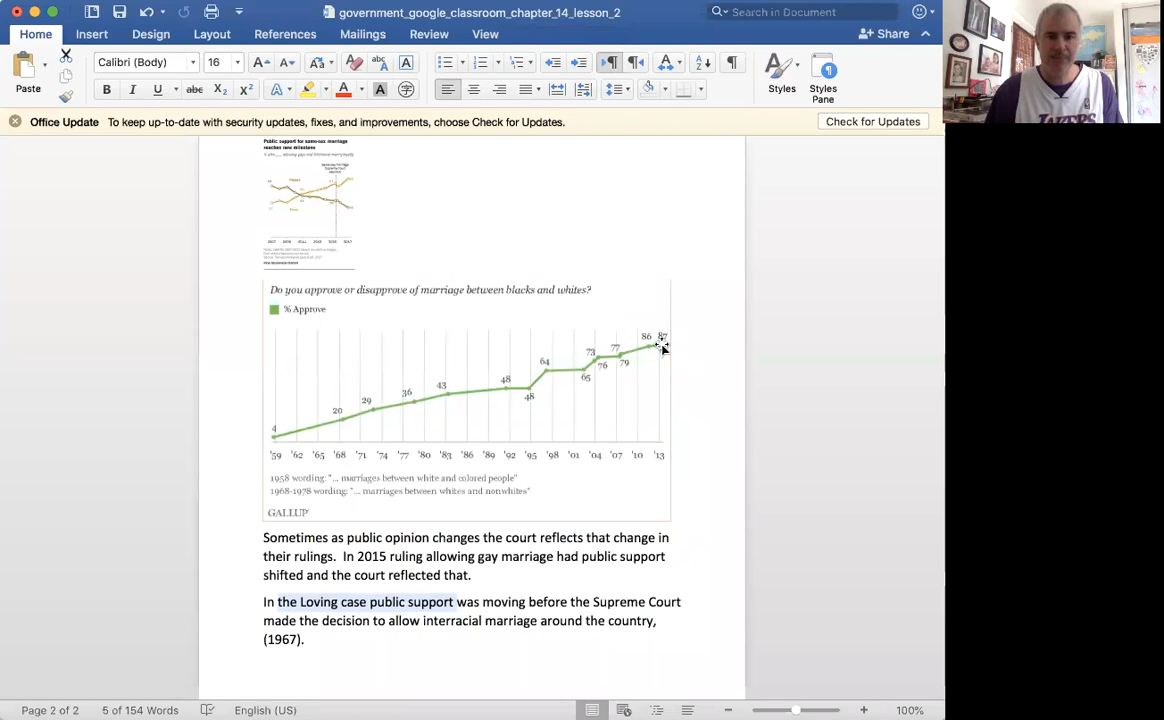 government_google_classroom_chapter_14_lesson_2
Search in Document
Home Insert Design Layout References Mailings Review View
Share
Paste
Calibri (Body) 16
Styles
Styles Pane
Office Update To keep up-to-date with security updates, fixes, and improvements, choose Check for Updates.
Check for Updates
Public support for same-sex marriage
reaches new milestone
Do you approve or disapprove of marriage between blacks and whites?
% Approve
4 20 29 36 43 48 48 64 65 73 76 77 79 86 87
'59 '62 '65 '68 '71 '74 '77 '80 '83 '86 '89 '92 '95 '98 '01 '04 '07 '10 '13
1958 wording: "... marriages between white and colored people"
1968-1978 wording: "... marriages between whites and nonwhites"
GALLUP
Sometimes as public opinion changes the court reflects that change in
their rulings. In 2015 ruling allowing gay marriage had public support
shifted and the court reflected that.
In the Loving case public support was moving before the Supreme Court
made the decision to allow interracial marriage around the country,
(1967).
Page 2 of 2 5 of 154 Words English (US) 100%
LAKERS